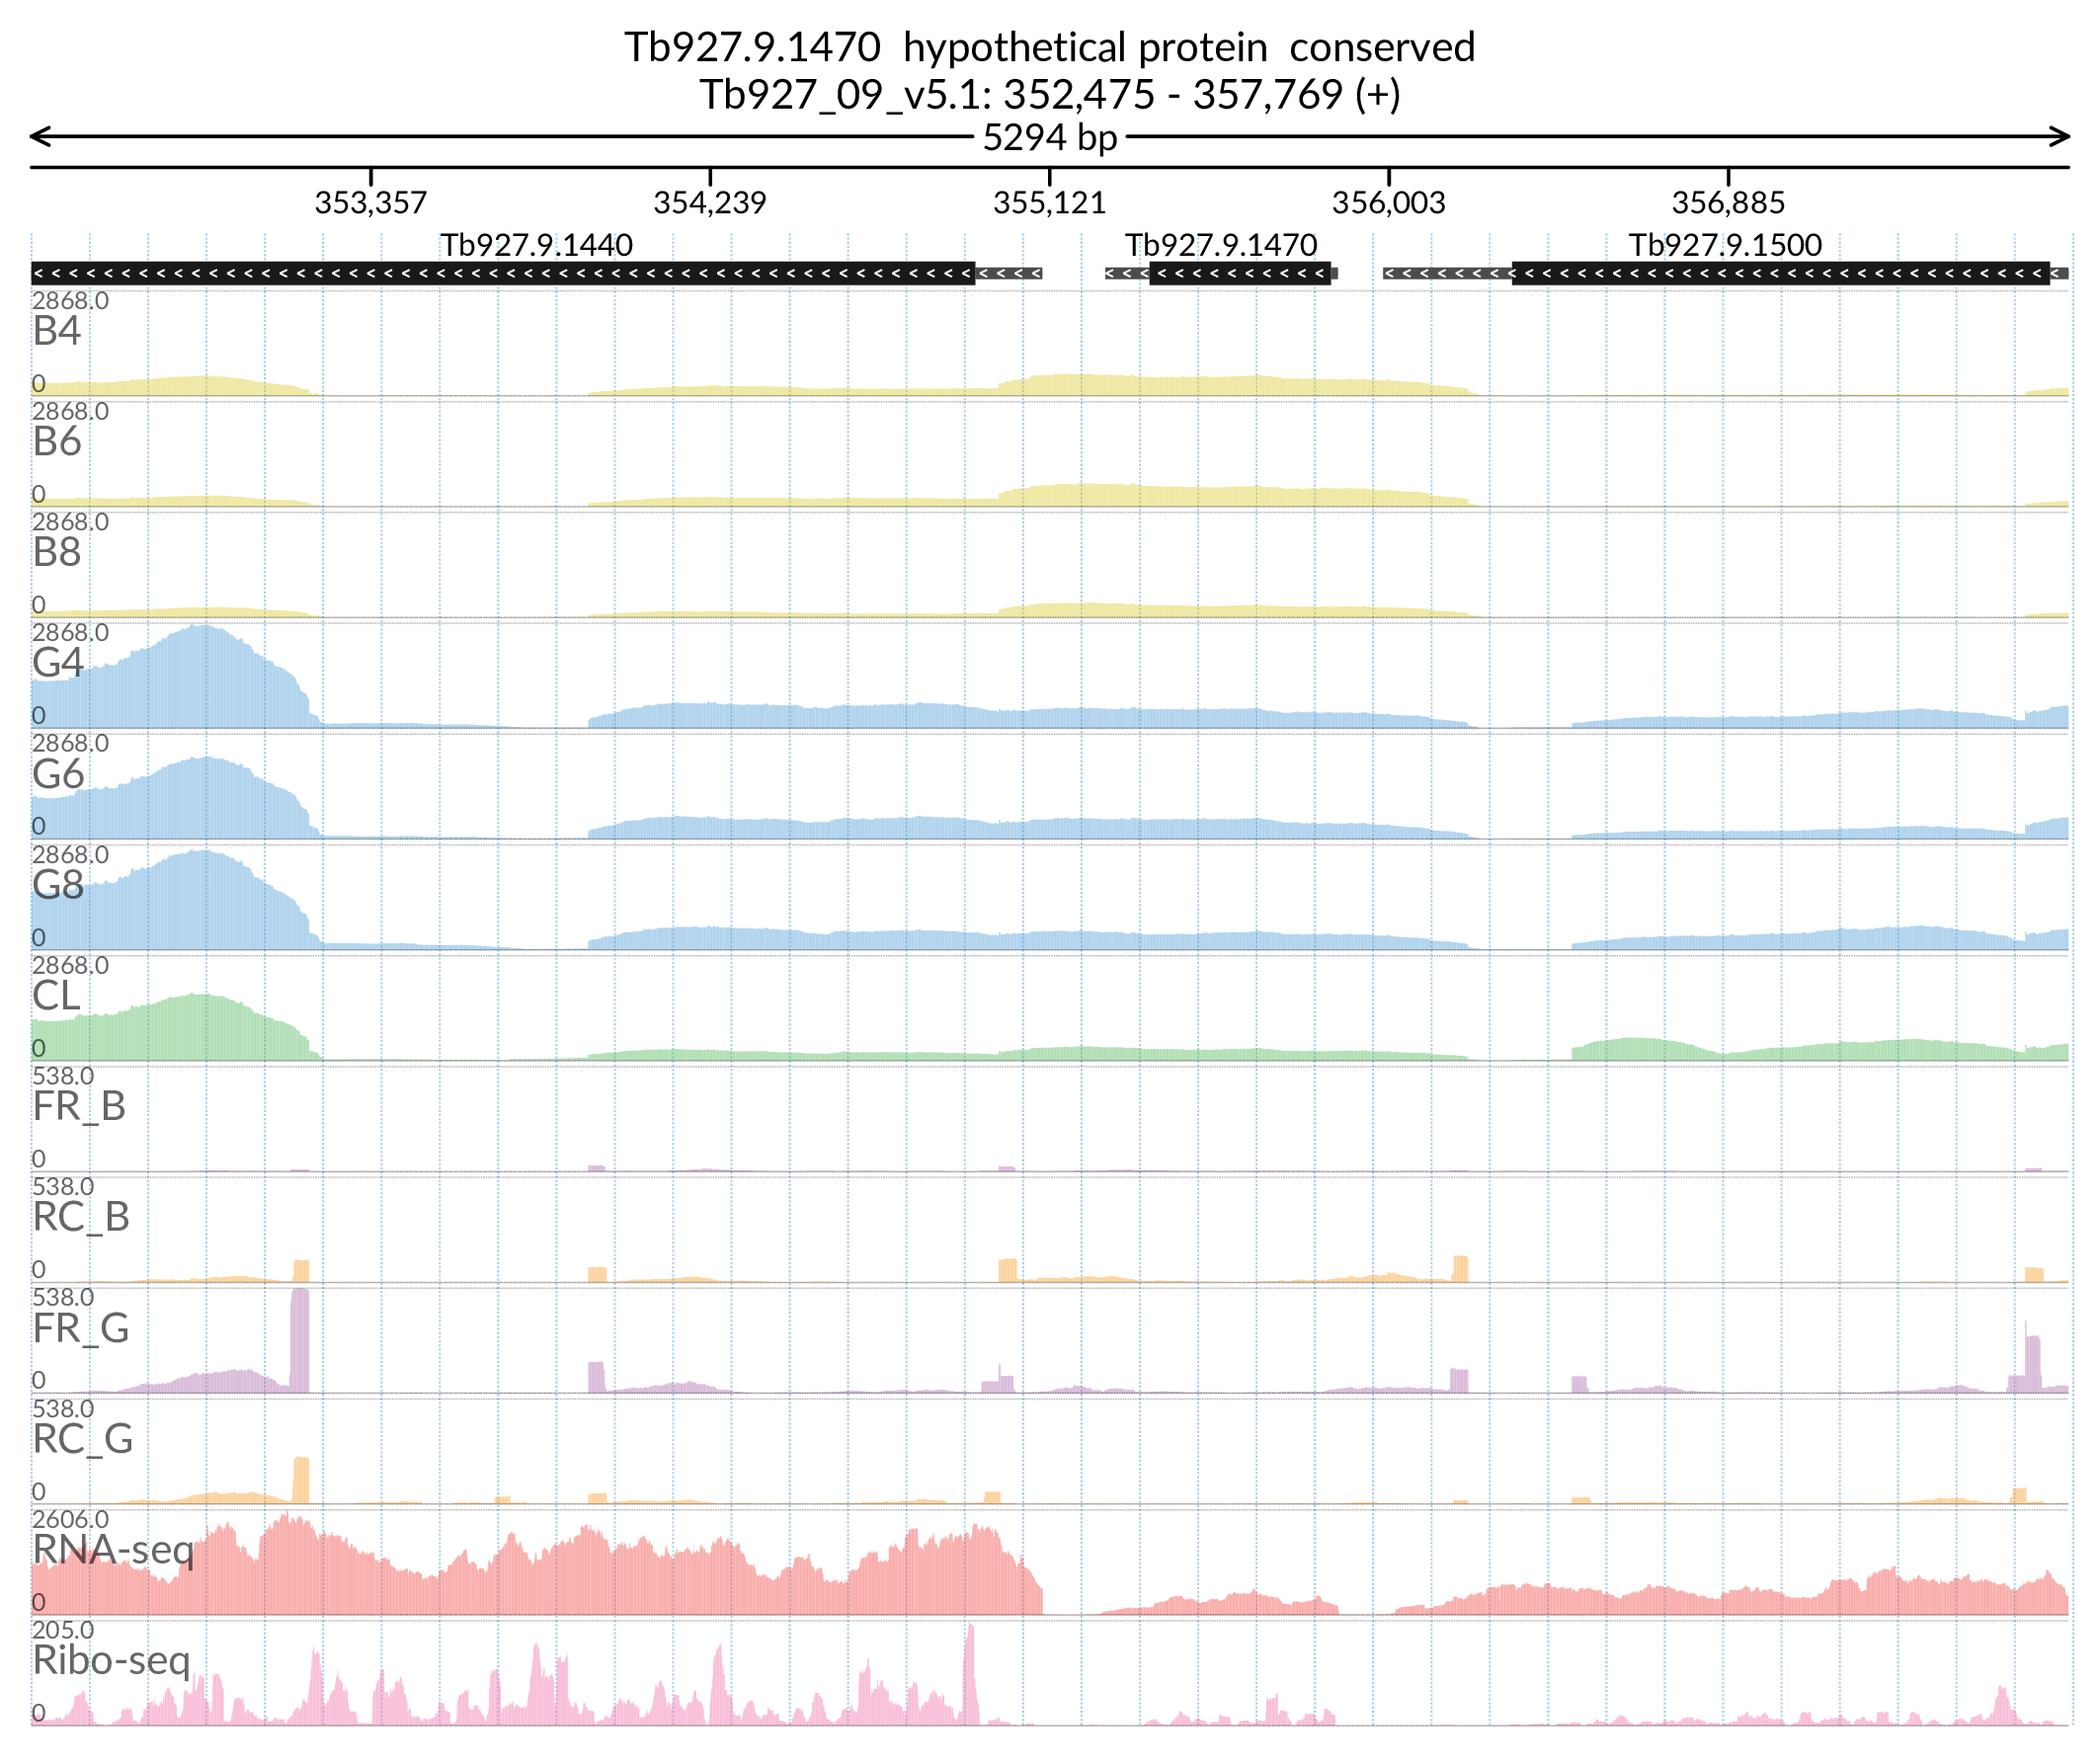 Tb927.9.1470  hypothetical protein  conserved
Tb927_09_v5.1: 352,475 - 357,769 (+)
5294 bp
353,357 354,239 355,121 356,003 356,885
Tb927.9.1440 Tb927.9.1470 Tb927.9.1500
2868.0
B4
0
2868.0
B6
0
2868.0
B8
0
2868.0
G4
0
2868.0
G6
0
2868.0
G8
0
2868.0
CL
0
538.0
FR_B
0
538.0
RC_B
0
538.0
FR_G
0
538.0
RC_G
0
2606.0
RNA-seq
0
205.0
Ribo-seq
0